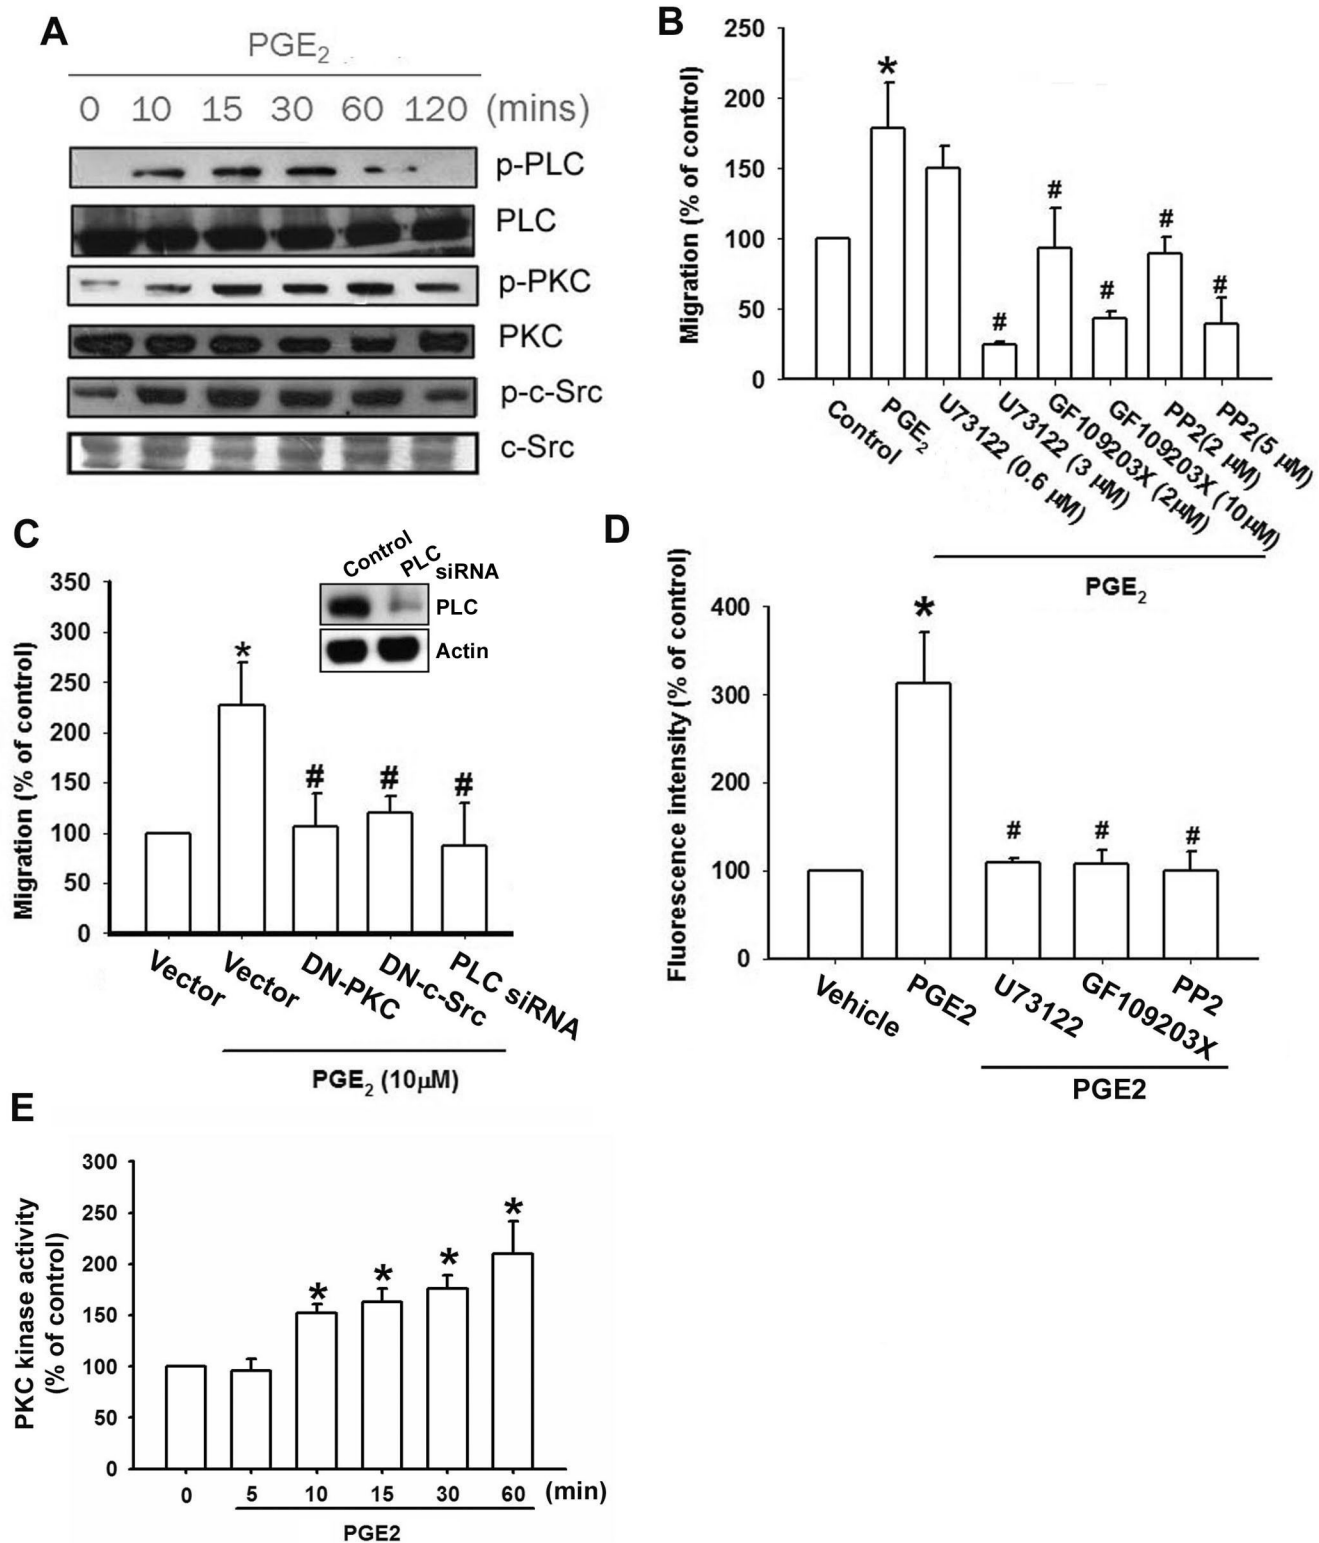 A
PGE2
0 10 15 30 60 120 (mins)
p-PLC
PLC
p-PKC
PKC
p-c-Src
c-Src
B
Migration (% of control)
250
200
150
100
50
0
*
#
#
#
#
#
Control
PGE2
U73122 (0.6 μM)
U73122 (3 μM)
GF109203X (2μM)
GF109203X (10μM)
PP2(2 μM)
PP2(5 μM)
PGE2
C
Migration (% of control)
350
300
250
200
150
100
50
0
Control
PLC
siRNA
PLC
Actin
*
#
#
#
Vector
Vector
DN-PKC
DN-c-Src
PLC siRNA
PGE2 (10μM)
D
Fluorescence intensity (% of control)
400
300
200
100
0
*
#
#
#
Vehicle
PGE2
U73122
GF109203X
PP2
PGE2
E
PKC kinase activity
(% of control)
300
250
200
150
100
50
0
*
*
*
*
0 5 10 15 30 60 (min)
PGE2